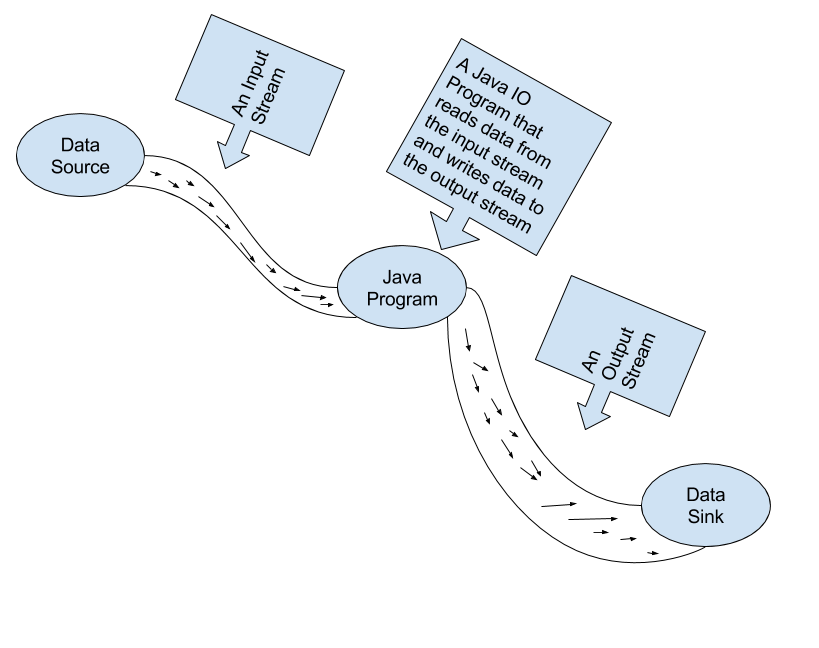 An Input
Stream
A Java IO
Program that
reads data from
the input stream
and writes data to
the output stream
Data
Source
Java
Program
An
Output
Stream
Data
Sink